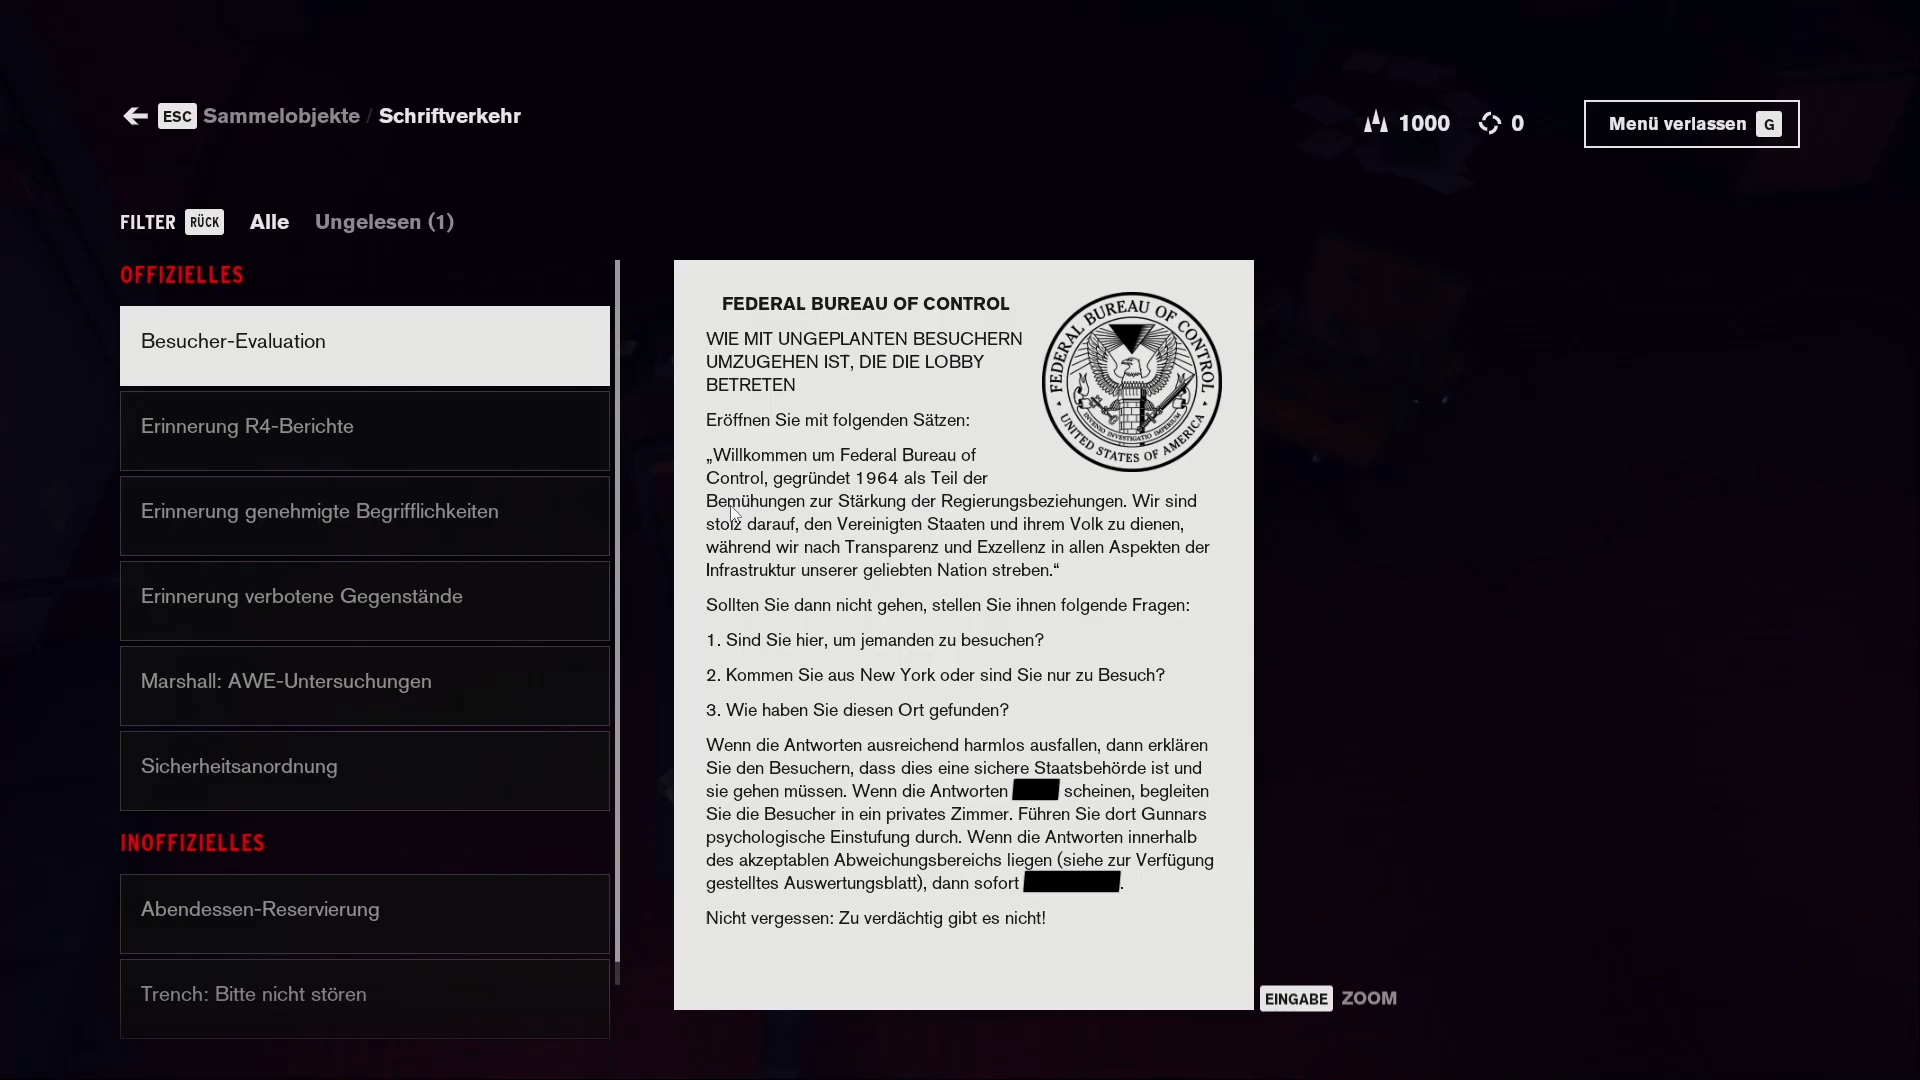 ESC Sammelobjekte / Schriftverkehr
1000 0
Menü verlassen G
FILTER RÜCK Alle Ungelesen (1)
OFFIZIELLES
Besucher-Evaluation
Erinnerung R4-Berichte
Erinnerung genehmigte Begrifflichkeiten
Erinnerung verbotene Gegenstände
Marshall: AWE-Untersuchungen
Sicherheitsanordnung
INOFFIZIELLES
Abendessen-Reservierung
Trench: Bitte nicht stören
FEDERAL BUREAU OF CONTROL
WIE MIT UNGEPLANTEN BESUCHERN
UMZUGEHEN IST, DIE DIE LOBBY
BETRETEN
FEDERAL BUREAU OF CONTROL
INVENIO INVESTIGATIO IMPERIUM
UNITED STATES OF AMERICA
Eröffnen Sie mit folgenden Sätzen:
„Willkommen um Federal Bureau of
Control, gegründet 1964 als Teil der
Bemühungen zur Stärkung der Regierungsbeziehungen. Wir sind
stolz darauf, den Vereinigten Staaten und ihrem Volk zu dienen,
während wir nach Transparenz und Exzellenz in allen Aspekten der
Infrastruktur unserer geliebten Nation streben.“
Sollten Sie dann nicht gehen, stellen Sie ihnen folgende Fragen:
1. Sind Sie hier, um jemanden zu besuchen?
2. Kommen Sie aus New York oder sind Sie nur zu Besuch?
3. Wie haben Sie diesen Ort gefunden?
Wenn die Antworten ausreichend harmlos ausfallen, dann erklären
Sie den Besuchern, dass dies eine sichere Staatsbehörde ist und
sie gehen müssen. Wenn die Antworten scheinen, begleiten
Sie die Besucher in ein privates Zimmer. Führen Sie dort Gunnars
psychologische Einstufung durch. Wenn die Antworten innerhalb
des akzeptablen Abweichungsbereichs liegen (siehe zur Verfügung
gestelltes Auswertungsblatt), dann sofort .
Nicht vergessen: Zu verdächtig gibt es nicht!
EINGABE ZOOM